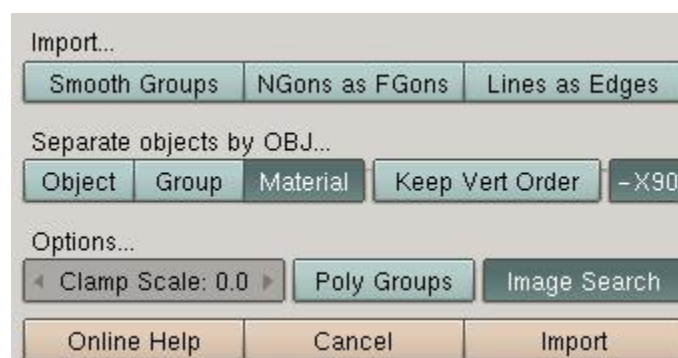 Import...
Smooth Groups NGons as FGons Lines as Edges
Separate objects by OBJ...
Object Group Material Keep Vert Order -X90
Options...
Clamp Scale: 0.0 Poly Groups Image Search
Online Help Cancel Import